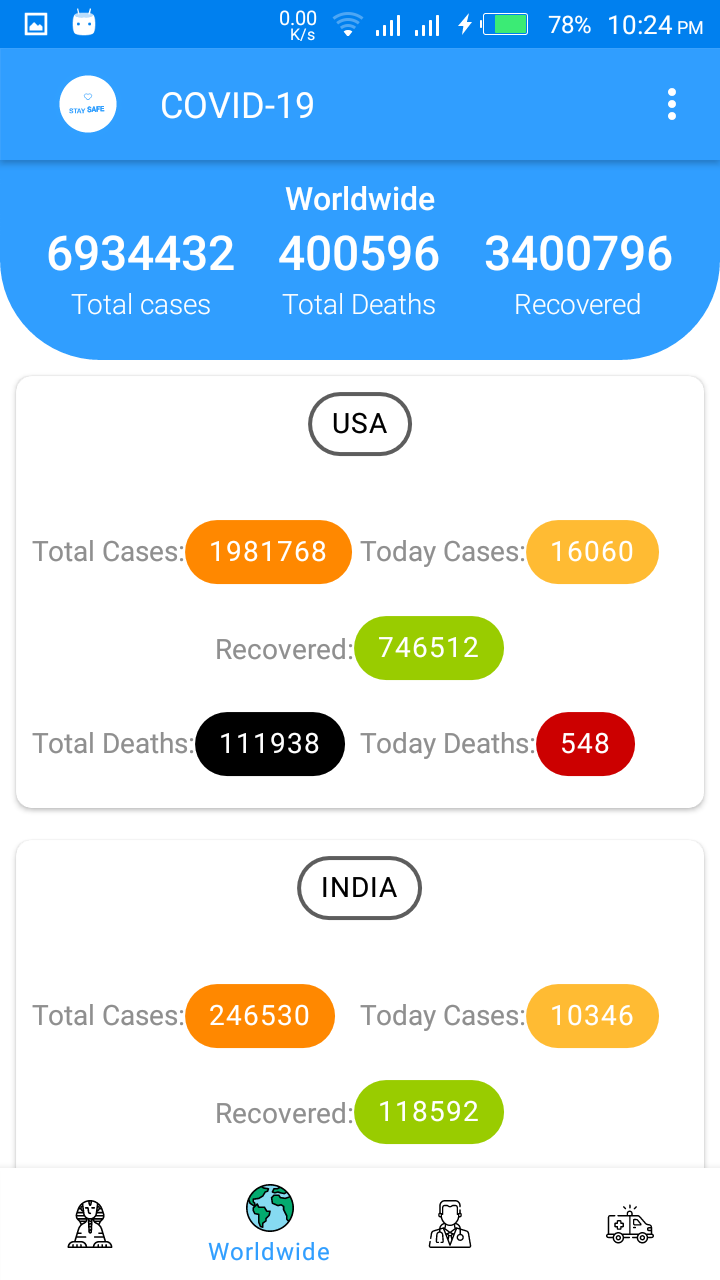 0.00 K/s 78% 10:24 PM
STAY SAFE COVID-19
Worldwide
6934432 400596 3400796
Total cases Total Deaths Recovered
USA
Total Cases: 1981768 Today Cases: 16060
Recovered: 746512
Total Deaths: 111938 Today Deaths: 548
INDIA
Total Cases: 246530 Today Cases: 10346
Recovered: 118592
Worldwide